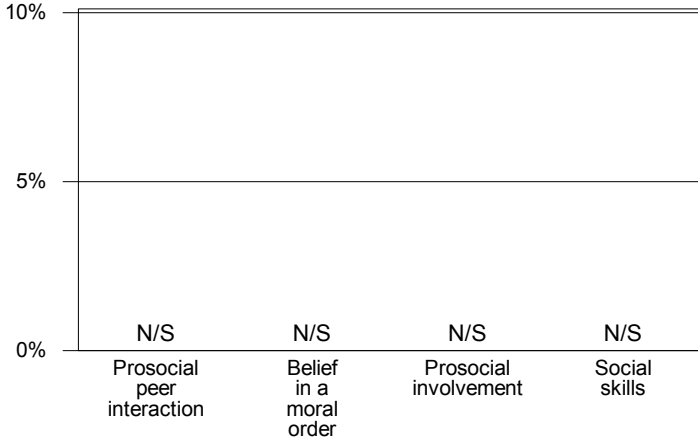 10%
5%
0%
N/S
N/S
N/S
N/S
Prosocial
peer
interaction
Belief
in a
moral
order
Prosocial
involvement
Social
skills